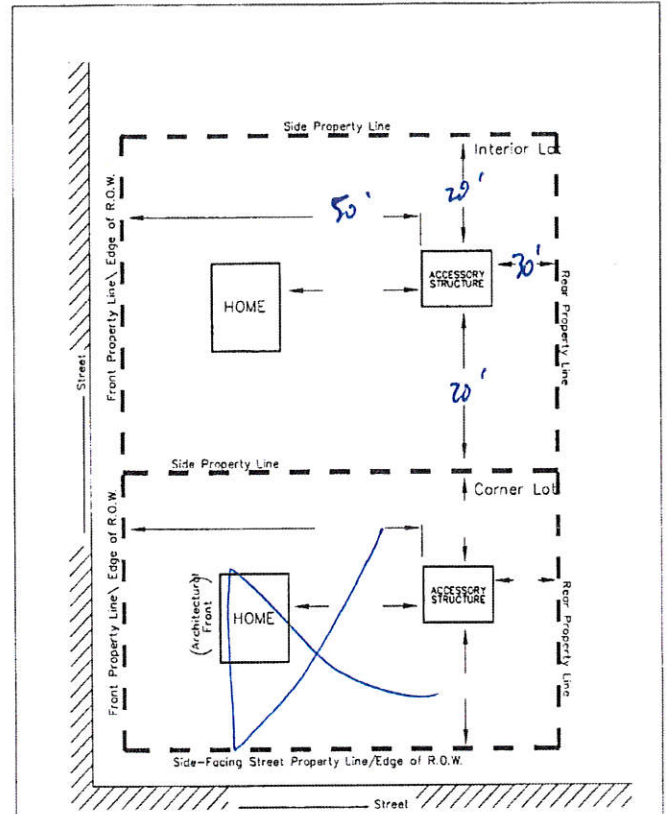 Side Property Line
Interior Lot
Front Property Line\ Edge of R.O.W.
50'
20'
30'
HOME
ACCESSORY
STRUCTURE
Rear Property Line
20'
Street
Side Property Line
Corner Lot
Front Property Line\ Edge of R.O.W.
(Architectural
Front)
HOME
ACCESSORY
STRUCTURE
Rear Property Line
Side-Facing Street Property Line/Edge of R.O.W.
Street